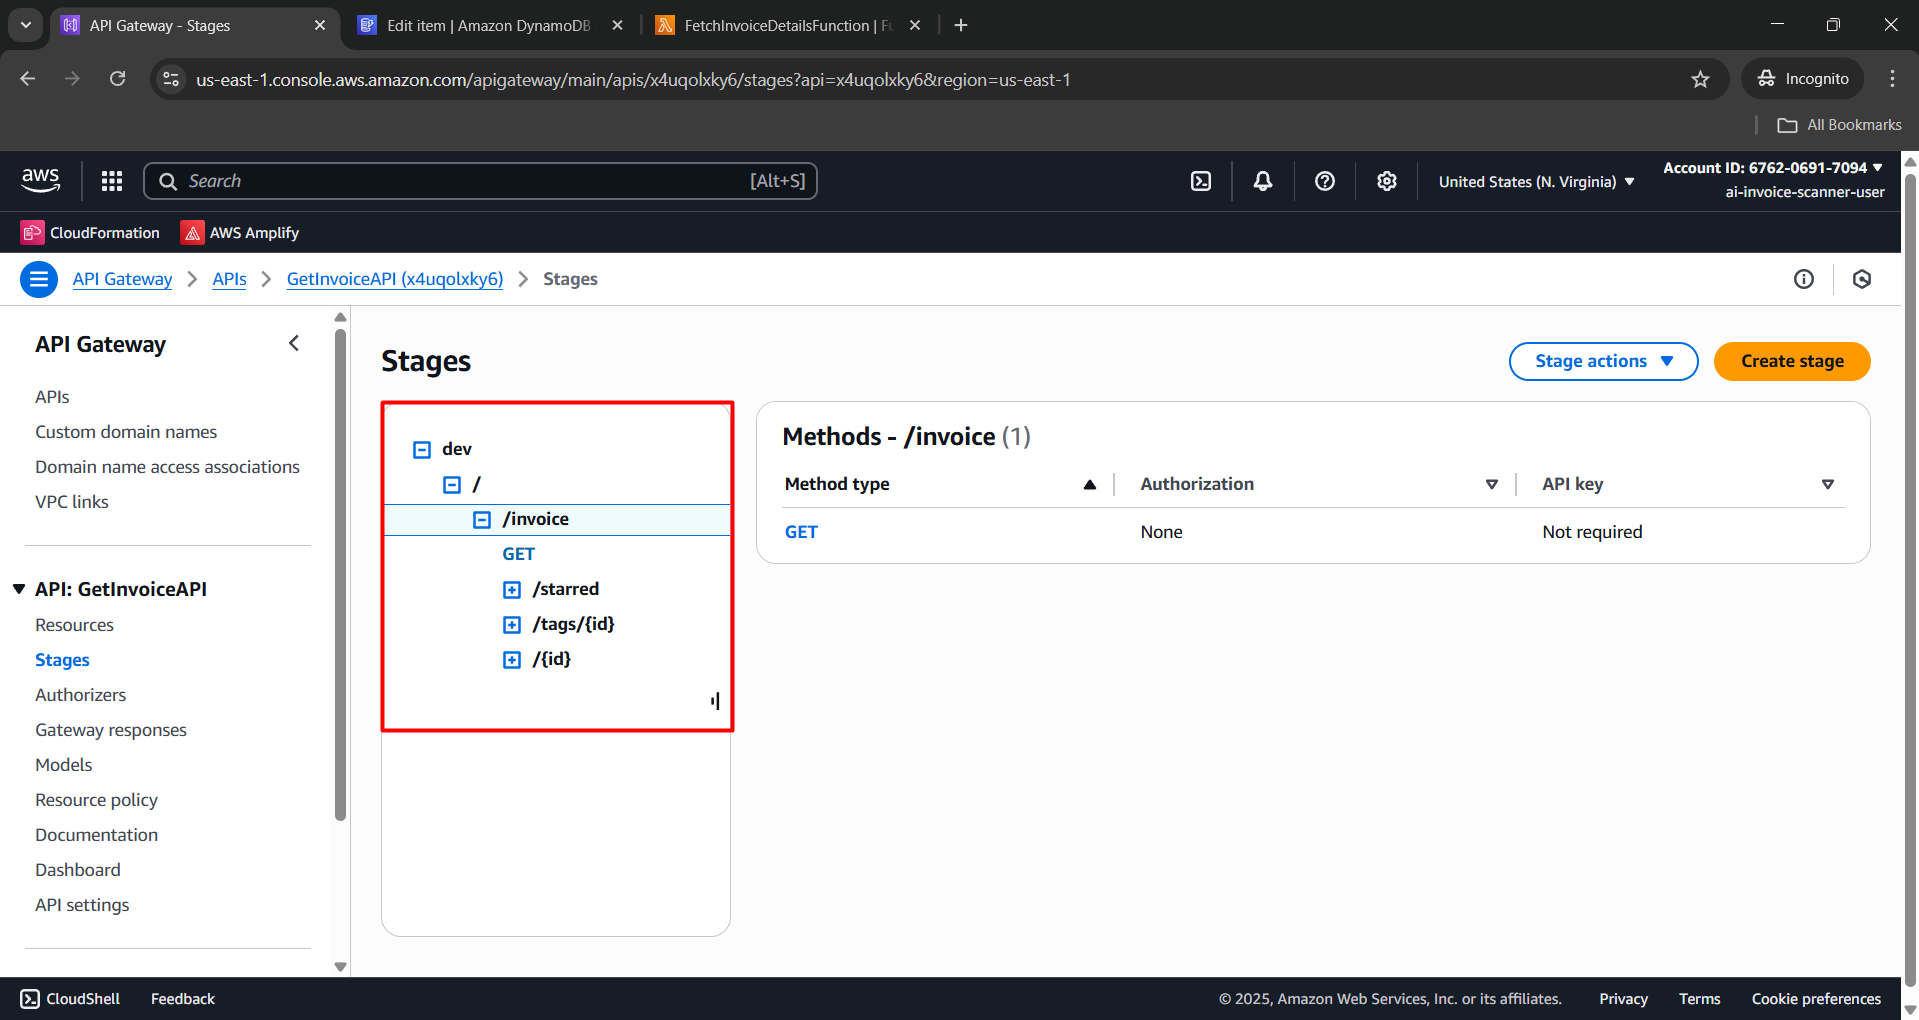 API Gateway - Stages
Edit item | Amazon DynamoDB
FetchInvoiceDetailsFunction | Fu
us-east-1.console.aws.amazon.com/apigateway/main/apis/x4uqolxky6/stages?api=x4uqolxky6&region=us-east-1
Incognito
All Bookmarks
aws
Search [Alt+S]
United States (N. Virginia)
Account ID: 6762-0691-7094
ai-invoice-scanner-user
CloudFormation
AWS Amplify
API Gateway
APIs
GetInvoiceAPI (x4uqolxky6)
Stages
API Gateway
APIs
Custom domain names
Domain name access associations
VPC links
API: GetInvoiceAPI
Resources
Stages
Authorizers
Gateway responses
Models
Resource policy
Documentation
Dashboard
API settings
Stages
Stage actions
Create stage
dev
/
/invoice
GET
/starred
/tags/{id}
/{id}
Methods - /invoice (1)
Method type Authorization API key
GET None Not required
CloudShell Feedback
© 2025, Amazon Web Services, Inc. or its affiliates. Privacy Terms Cookie preferences